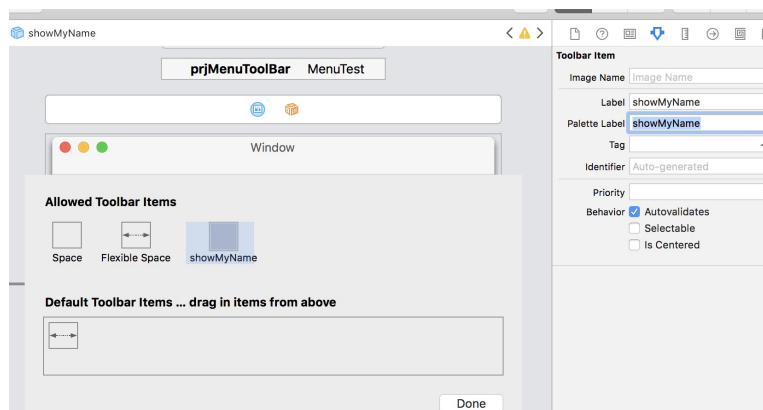 showMyName
prjMenuToolBar MenuTest
Window
Allowed Toolbar Items
Space Flexible Space showMyName
Default Toolbar Items ... drag in items from above
Done
Toolbar Item
Image Name Image Name
Label showMyName
Palette Label showMyName
Tag
Identifier Auto-generated
Priority
Behavior Autovalidates
Selectable
Is Centered